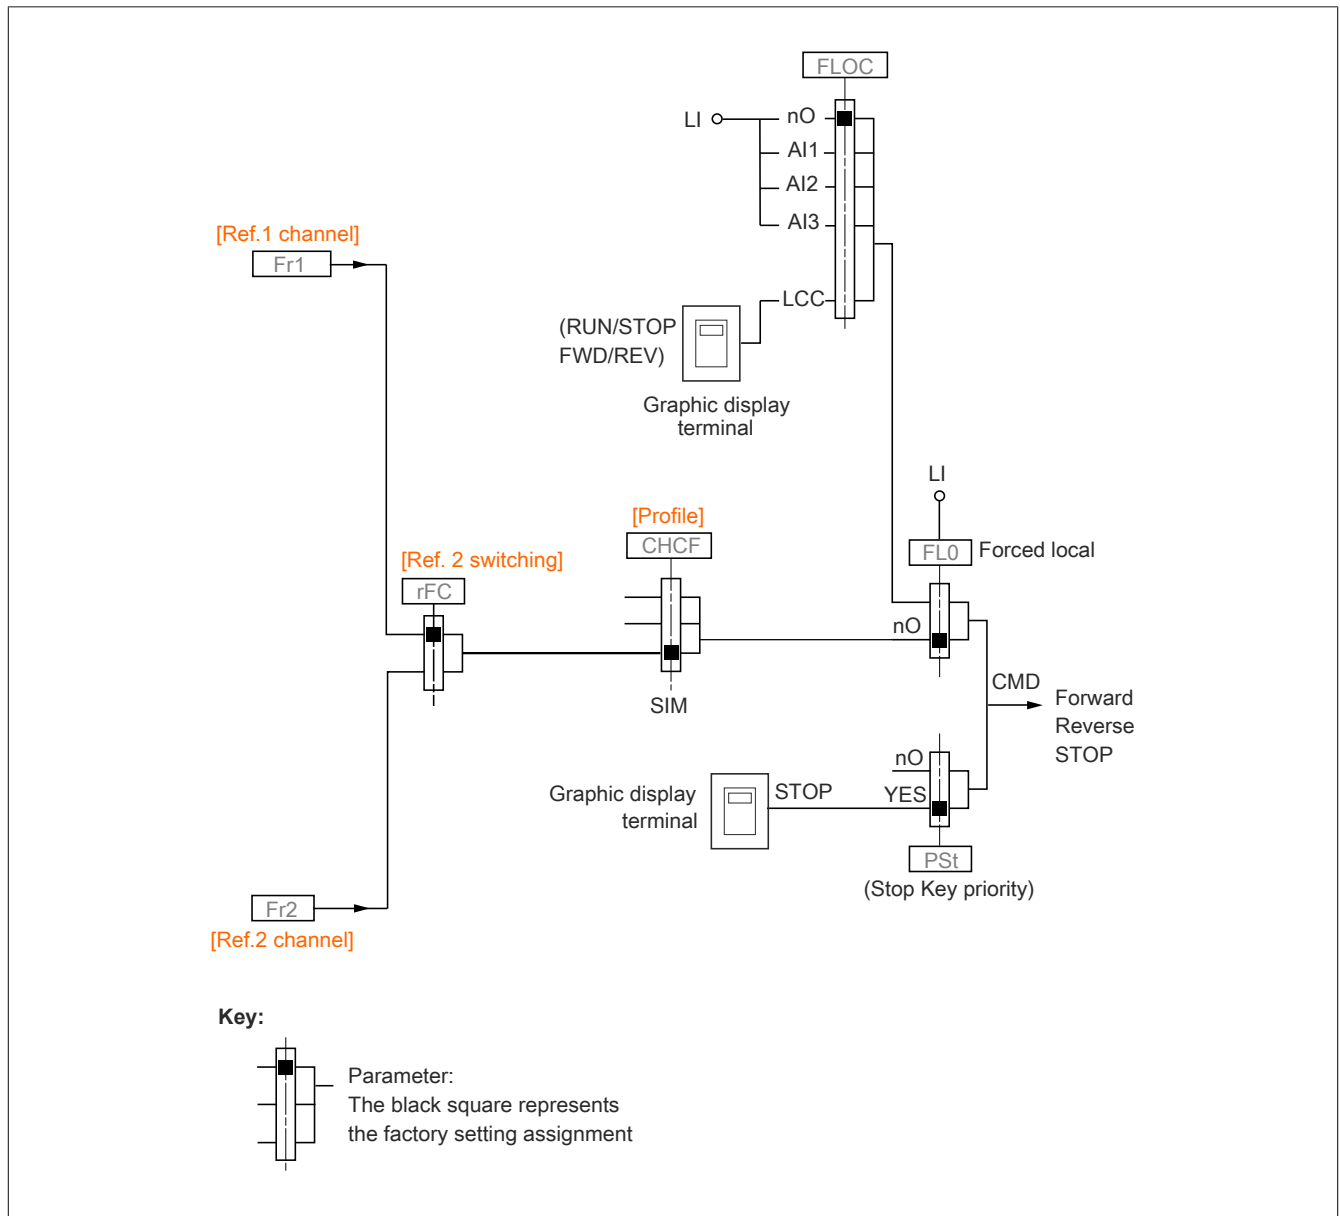 FLOC
LI
nO
AI1
AI2
AI3
LCC
[Ref.1 channel]
Fr1
(RUN/STOP
FWD/REV)
Graphic display
terminal
LI
[Profile]
CHCF
FL0
Forced local
[Ref. 2 switching]
rFC
nO
SIM
CMD
Forward
Reverse
STOP
nO
Graphic display
terminal
STOP
YES
PSt
(Stop Key priority)
Fr2
[Ref.2 channel]
Key:
Parameter:
The black square represents
the factory setting assignment